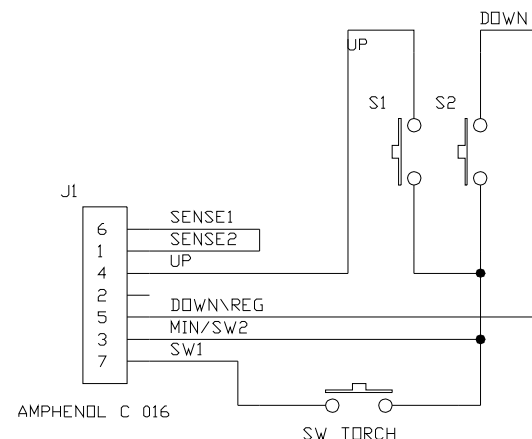 DOWN
UP
S1 S2
J1
6 SENSE1
1 SENSE2
4 UP
2
5 DOWN\REG
3 MIN/SW2
7 SW1
AMPHENOL C 016
SW TORCH